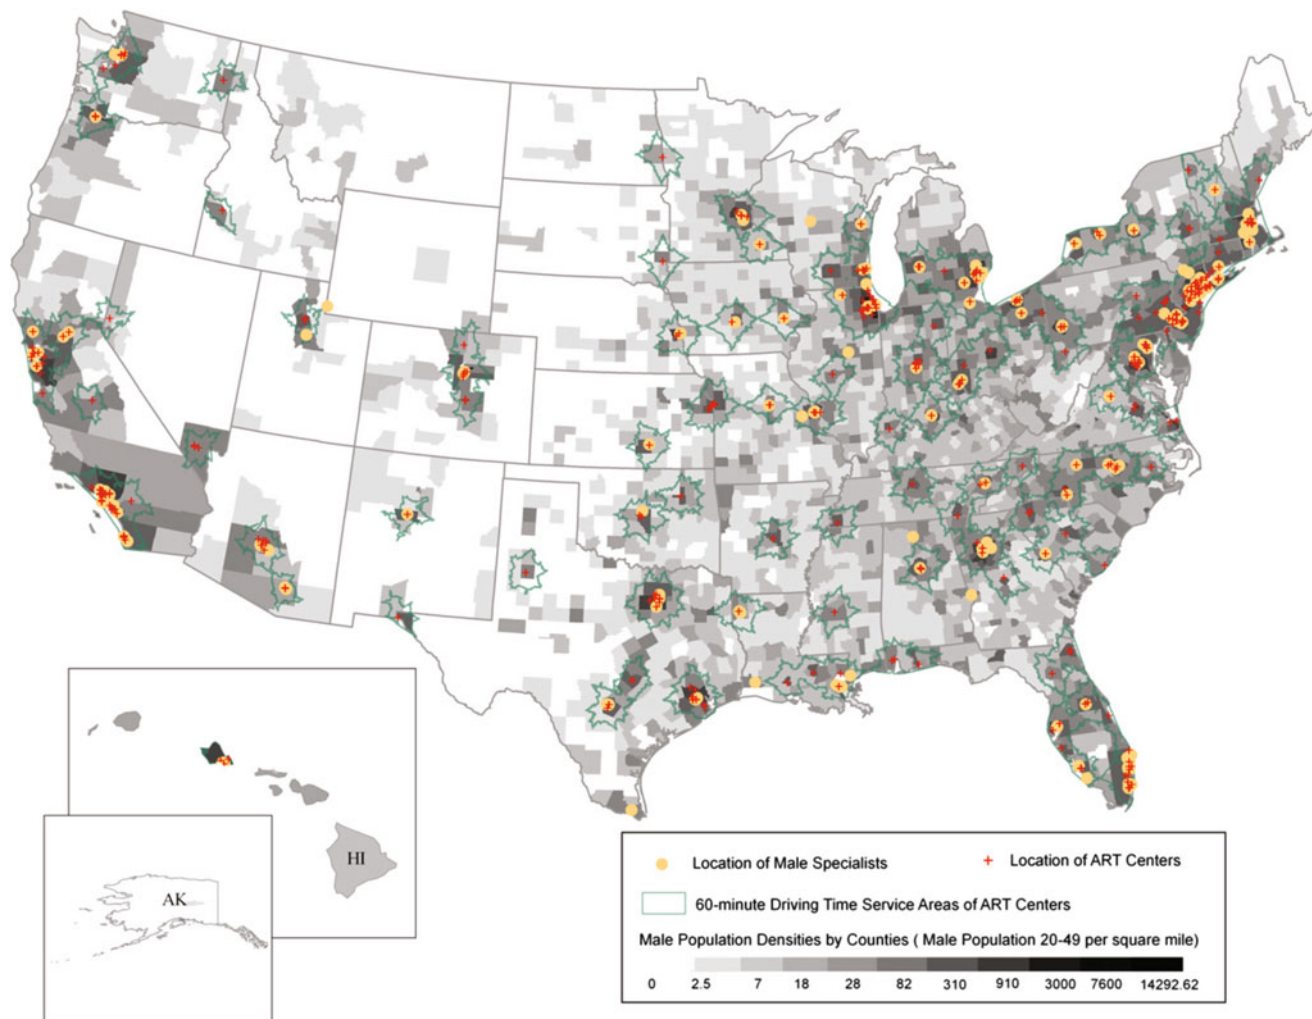 HI
AK
Location of Male Specialists
Location of ART Centers
60-minute Driving Time Service Areas of ART Centers
Male Population Densities by Counties ( Male Population 20-49 per square mile)
0 2.5 7 18 28 82 310 910 3000 7600 14292.62